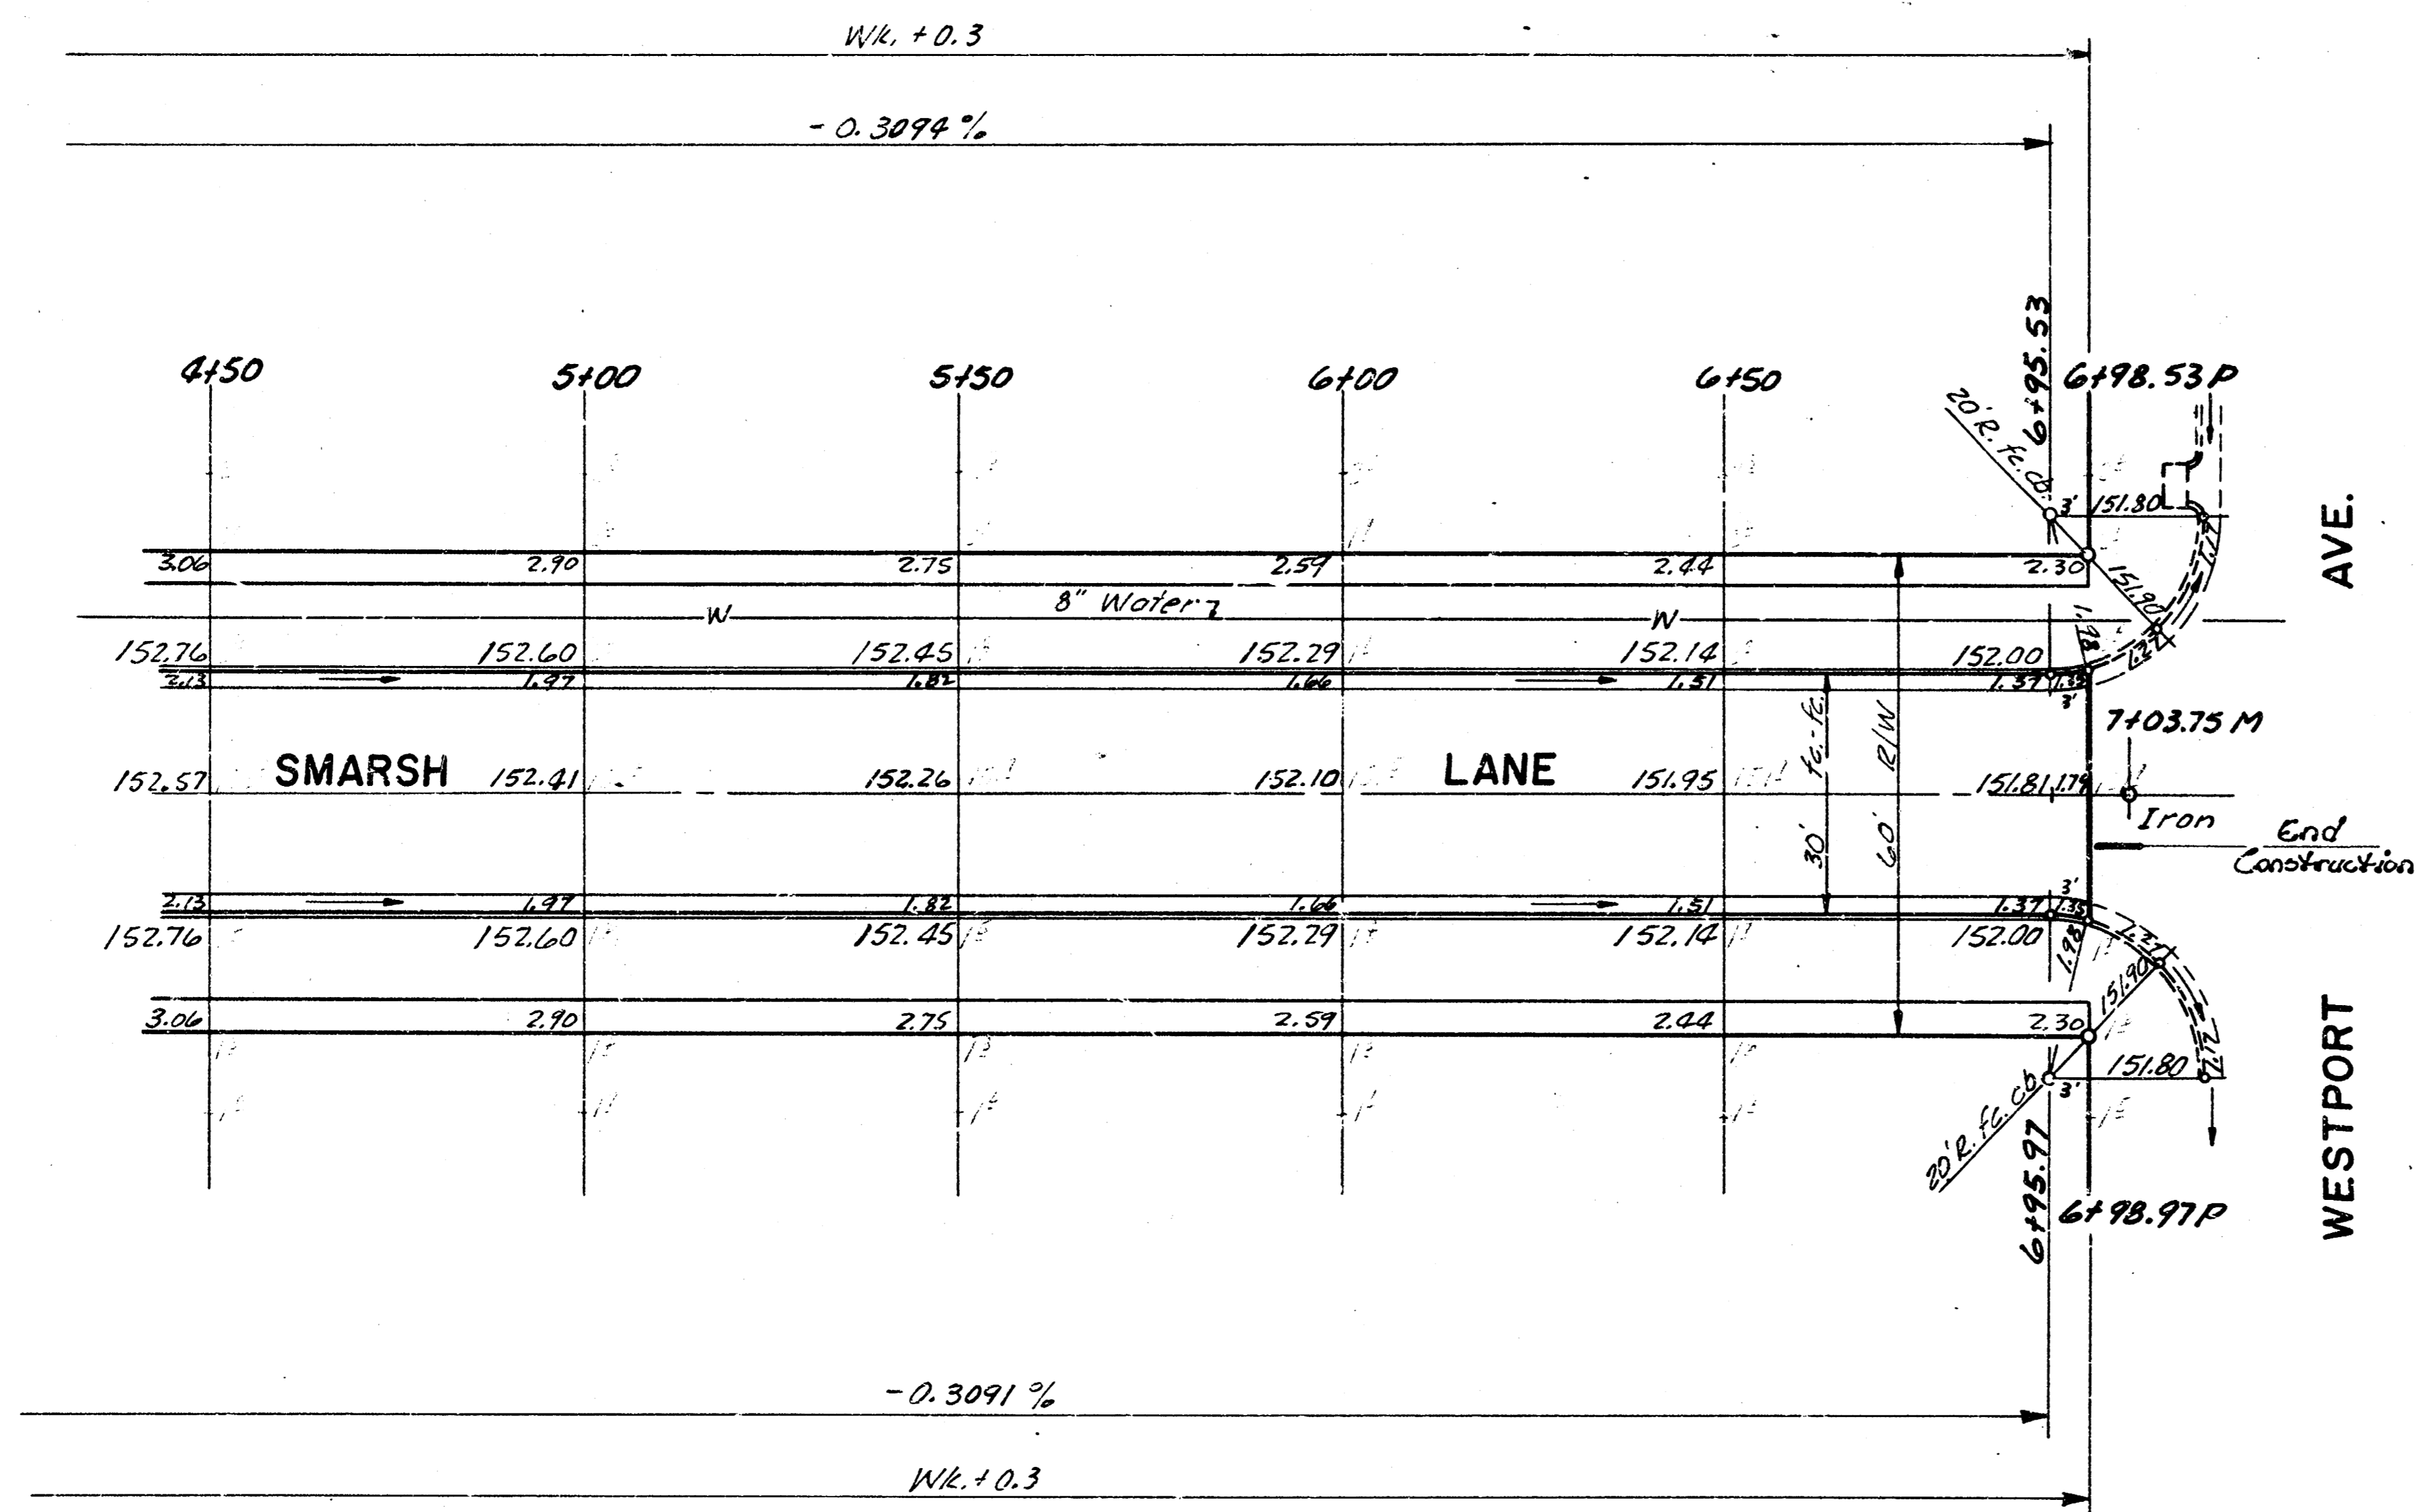 Wk. + 0.3
- 0.3094 %
4+50 5+00 5+50 6+00 6+50 6+95.53 6+98.53 P
20' R. fc. cb.
3' 151.80
3.06 2.90 2.75 2.59 2.44 2.30
151.90 1.17
8" Water
W W
1.98 1.27
152.76 152.60 152.45 152.29 152.14 152.00
2.13 1.97 1.82 1.66 1.51 1.37 1.35
3'
30' fc.-fc.
60' R/W
7+03.75 M
SMARSH LANE
152.57 152.41 152.26 152.10 151.95 151.81 1.79
Iron
End
Construction
3'
2.13 1.97 1.82 1.66 1.51 1.37 1.35
152.76 152.60 152.45 152.29 152.14 152.00
1.98 1.27
151.90
3.06 2.90 2.75 2.59 2.44 2.30
151.80 1.17
3'
20' R. fc. cb.
6+95.97 6+98.97 P
WESTPORT AVE.
-0.3091 %
Wk. + 0.3